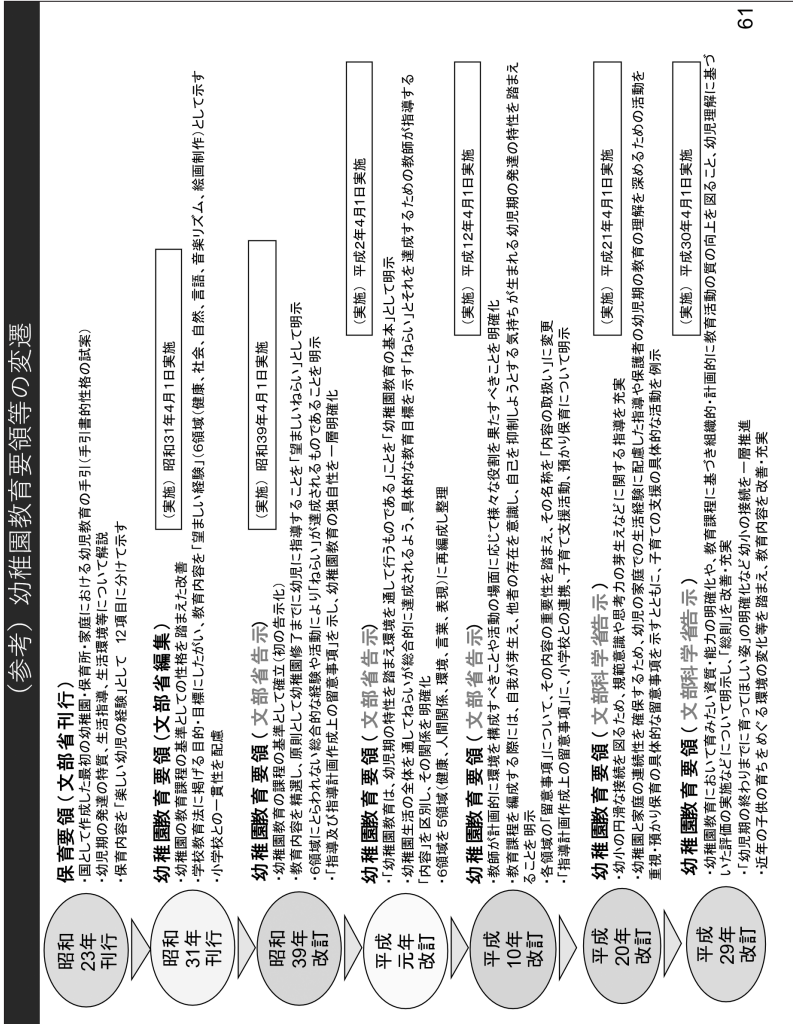 (参考) 幼稚園教育要領等の変遷
昭和
23年
刊行
保育要領(文部省刊行)
・国として作成した最初の幼稚園・保育所・家庭における幼児教育の手引(手引書的性格の試案)
・幼児期の発達の特質、生活指導、生活環境等について解説
・保育内容を「楽しい幼児の経験」として 12項目に分けて示す
昭和
31年
刊行
幼稚園教育要領(文部省編集)
(実施) 昭和31年4月1日実施
・幼稚園の教育課程の基準としての性格を踏まえた改善
・学校教育法に掲げる目的・目標にしたがい、教育内容を「望ましい経験」(6領域(健康、社会、自然、言語、音楽リズム、絵画制作)として示す
・小学校との一貫性を配慮
昭和
39年
改訂
幼稚園教育要領(文部省告示)
(実施) 昭和39年4月1日実施
・幼稚園教育の課程の基準として確立(初の告示化)
・教育内容を精選し、原則として幼稚園修了までに幼児に指導することを「望ましいねらい」として明示
・6領域にとらわれない総合的な経験や活動により「ねらい」が達成されるものであることを明示
・「指導及び指導計画作成上の留意事項」を示し、幼稚園教育の独自性を一層明確化
平成
元年
改訂
幼稚園教育要領(文部省告示)
(実施) 平成2年4月1日実施
・「幼稚園教育は、幼児期の特性を踏まえ環境を通して行うものである」ことを「幼稚園教育の基本」として明示
・幼稚園生活の全体を通してねらいが総合的に達成されるよう、具体的な教育目標を示す「ねらい」とそれを達成するための教師が指導する
「内容」を区別し、その関係を明確化
・6領域を5領域(健康、人間関係、環境、言葉、表現)に再編成し整理
平成
10年
改訂
幼稚園教育要領(文部省告示)
(実施) 平成12年4月1日実施
・教師が計画的に環境を構成すべきことや活動の場面に応じて様々な役割を果たすべきことを明確化
・教育課程を編成する際には、自我が芽生え、他者の存在を意識し、自己を抑制しようとする気持ちが生まれる幼児期の発達の特性を踏まえ
ることを明示
・各領域の「留意事項」について、その内容の重要性を踏まえ、その名称を「内容の取扱い」に変更
・「指導計画作成上の留意事項」に、小学校との連携、子育て支援活動、預かり保育について明示
平成
20年
改訂
幼稚園教育要領(文部科学省告示)
(実施) 平成21年4月1日実施
・幼小の円滑な接続を図るため、規範意識や思考力の芽生えなどに関する指導を充実
・幼稚園と家庭の連続性を確保するため、幼児の家庭での生活経験に配慮した指導や保護者の幼児期の教育の理解を深めるための活動を
重視・預かり保育の具体的な留意事項を示すとともに、子育ての支援の具体的な活動を例示
平成
29年
改訂
幼稚園教育要領(文部科学省告示)
(実施) 平成30年4月1日実施
・幼稚園教育において育みたい資質・能力の明確化や、教育課程に基づき組織的・計画的に教育活動の質の向上を図ること、幼児理解に基づ
いた評価の実施などについて明示し、「総則」を改善・充実
・「幼児期の終わりまでに育ってほしい姿」の明確化など幼小の接続を一層推進
・近年の子供の育ちをめぐる環境の変化等を踏まえ、教育内容を改善・充実
61